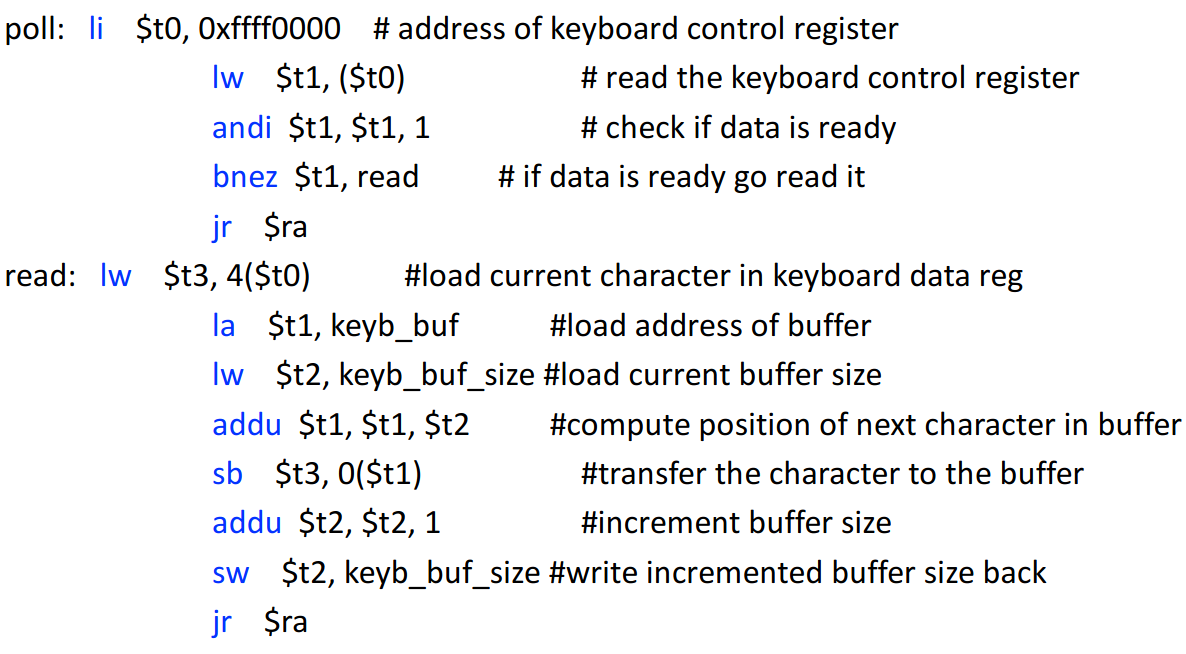 poll: li $t0, 0xffff0000 # address of keyboard control register
lw $t1, ($t0) # read the keyboard control register
andi $t1, $t1, 1 # check if data is ready
bnez $t1, read # if data is ready go read it
jr $ra
read: lw $t3, 4($t0) #load current character in keyboard data reg
la $t1, keyb_buf #load address of buffer
lw $t2, keyb_buf_size #load current buffer size
addu $t1, $t1, $t2 #compute position of next character in buffer
sb $t3, 0($t1) #transfer the character to the buffer
addu $t2, $t2, 1 #increment buffer size
sw $t2, keyb_buf_size #write incremented buffer size back
jr $ra